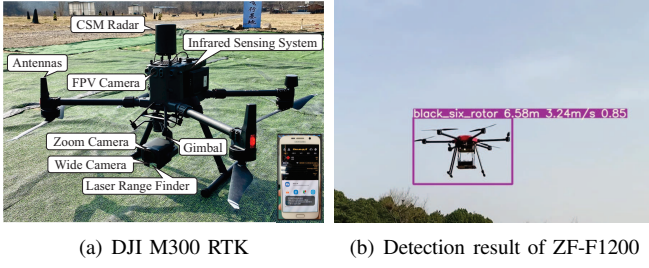 CSM Radar
Infrared Sensing System
Antennas
FPV Camera
Zoom Camera
Gimbal
Wide Camera
Laser Range Finder
black_six_rotor 6.58m 3.24m/s 0.85
(a) DJI M300 RTK
(b) Detection result of ZF-F1200